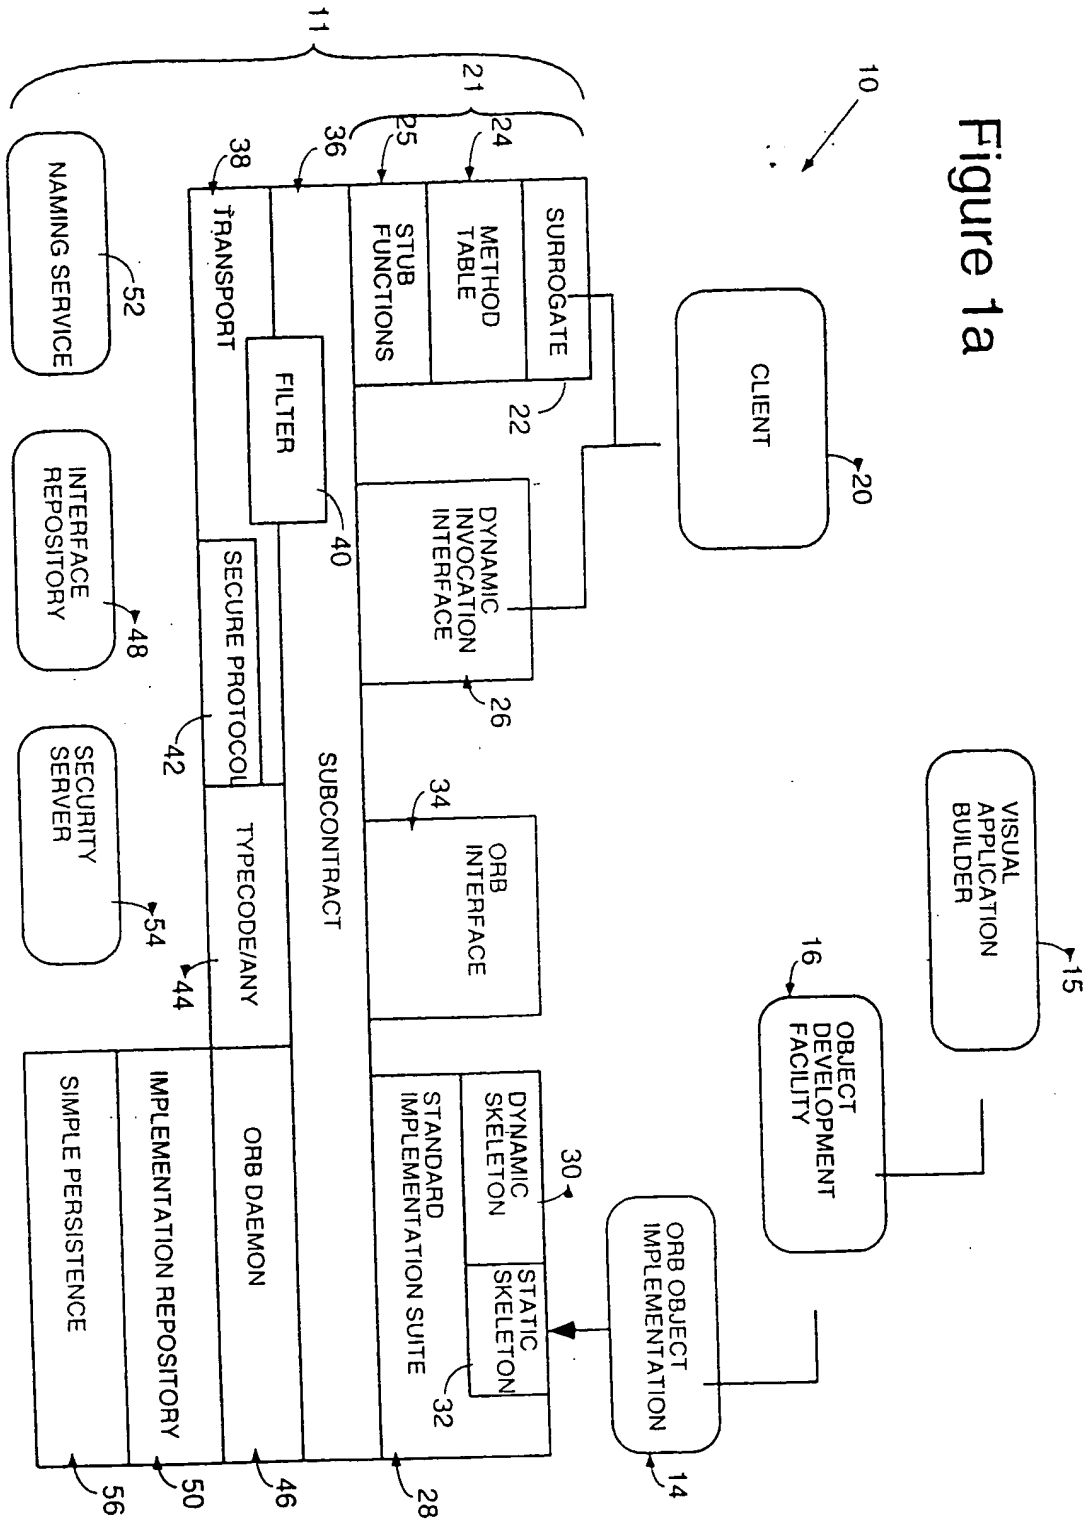 Figure 1a
10
11
21
24
25
36
38
CLIENT
20
VISUAL
APPLICATION
BUILDER
15
16
OBJECT
DEVELOPMENT
FACILITY
ORB OBJECT
IMPLEMENTATION
14
SURROGATE
22
METHOD
TABLE
STUB
FUNCTIONS
DYNAMIC
INVOCATION
INTERFACE
26
34
ORB
INTERFACE
30
DYNAMIC
SKELETON
STATIC
SKELETON
32
STANDARD
IMPLEMENTATION SUITE
28
SUBCONTRACT
TRANSPORT
FILTER
40
SECURE PROTOCOL
42
TYPECODE/ANY
44
ORB DAEMON
46
IMPLEMENTATION REPOSITORY
50
SIMPLE PERSISTENCE
56
NAMING SERVICE
52
INTERFACE
REPOSITORY
48
SECURITY
SERVER
54